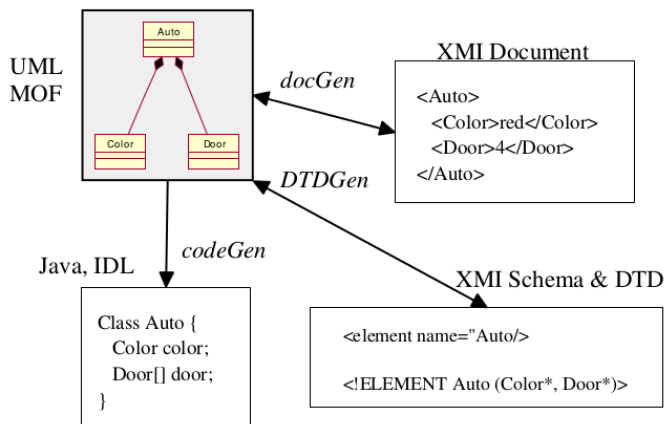 Auto
UML
MOF
Color
Door
docGen
XMI Document
<Auto>
<Color>red</Color>
<Door>4</Door>
</Auto>
DTDGen
codeGen
Java, IDL
Class Auto {
Color color;
Door[] door;
}
XMI Schema & DTD
<element name="Auto/>
<!ELEMENT Auto (Color*, Door*)>